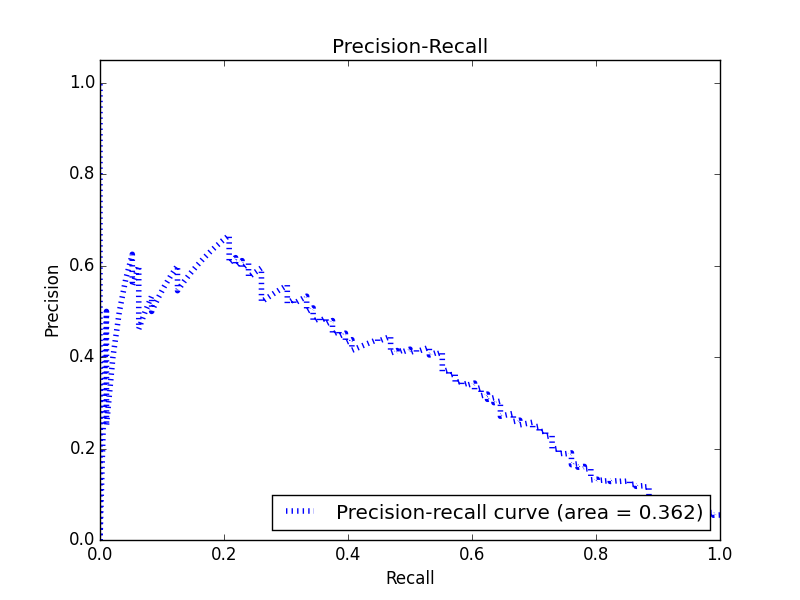 Precision-Recall
1.0
0.8
0.6
0.4
0.2
0.0
Precision
Precision-recall curve (area = 0.362)
0.0 0.2 0.4 0.6 0.8 1.0
Recall